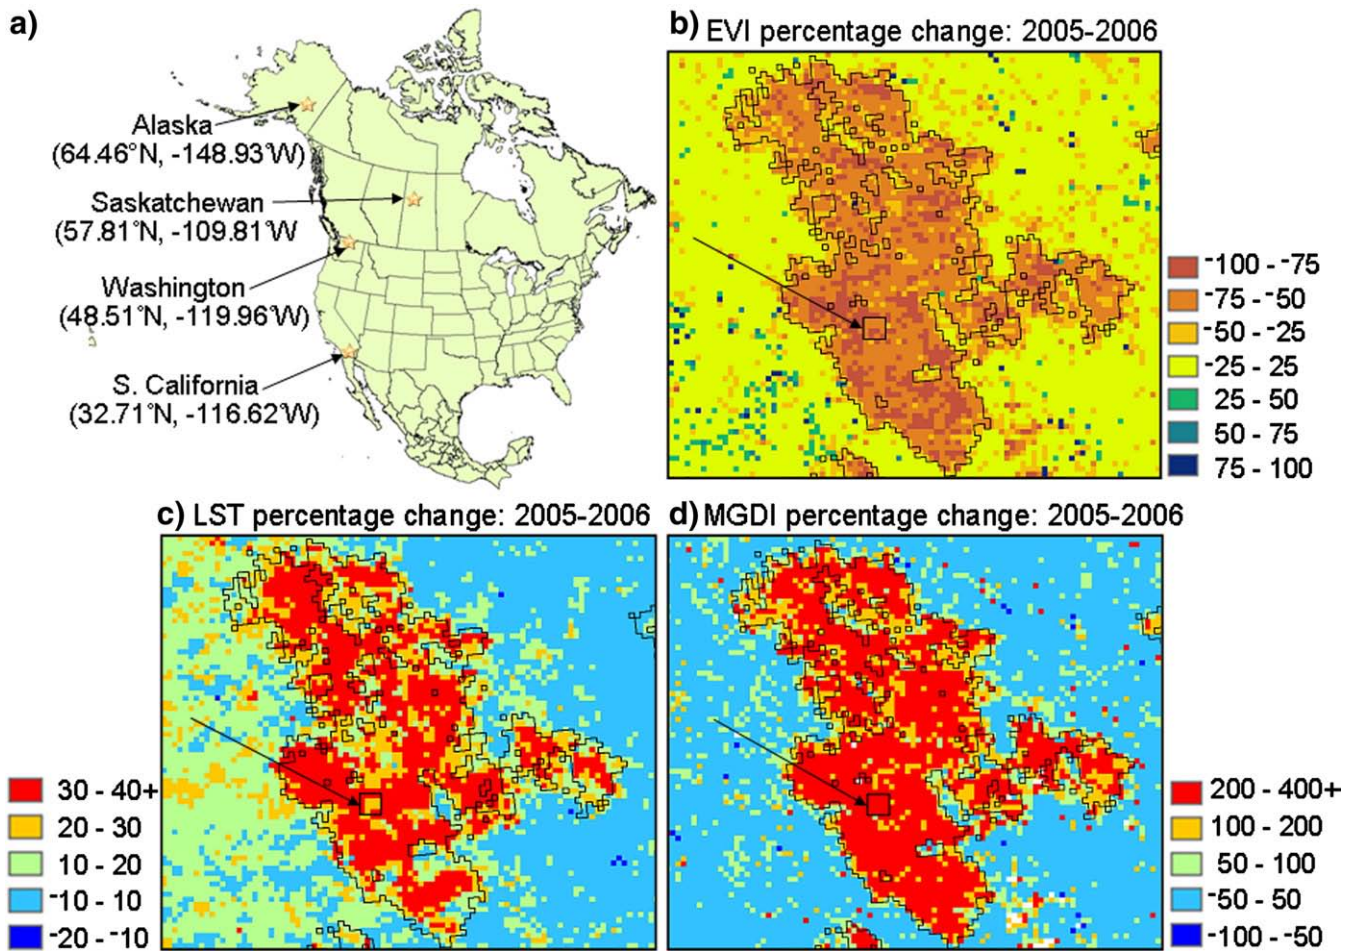 a)
Alaska
(64.46°N, -148.93°W)
Saskatchewan
(57.81°N, -109.81°W
Washington
(48.51°N, -119.96°W)
S. California
(32.71°N, -116.62°W)
b) EVI percentage change: 2005-2006
-100 - -75
-75 - -50
-50 - -25
-25 - 25
25 - 50
50 - 75
75 - 100
c) LST percentage change: 2005-2006
30 - 40+
20 - 30
10 - 20
-10 - 10
-20 - -10
d) MGDI percentage change: 2005-2006
200 - 400+
100 - 200
50 - 100
-50 - 50
-100 - -50